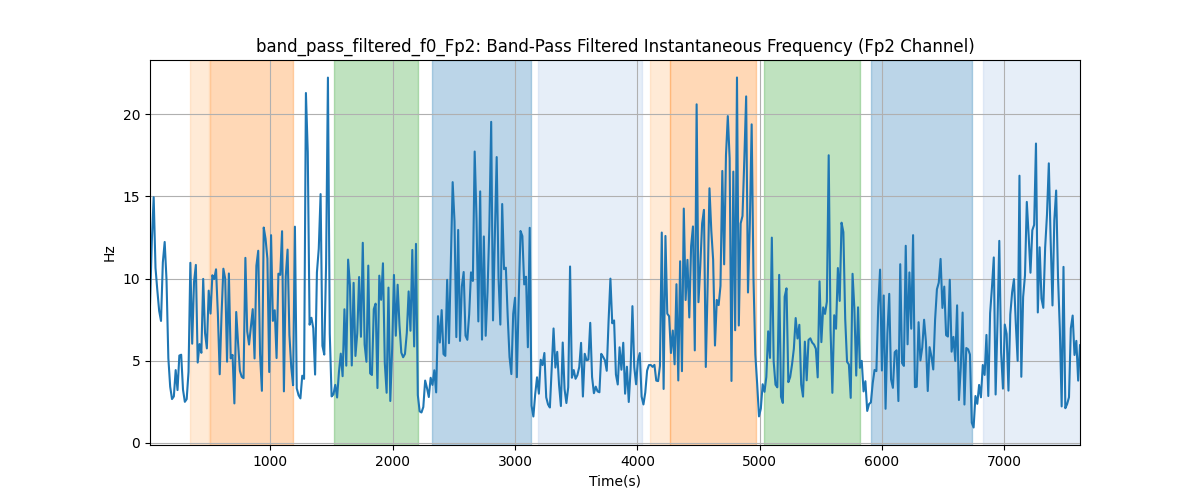 band_pass_filtered_f0_Fp2: Band-Pass Filtered Instantaneous Frequency (Fp2 Channel)
20
15
10
5
0
Hz
1000 2000 3000 4000 5000 6000 7000
Time(s)